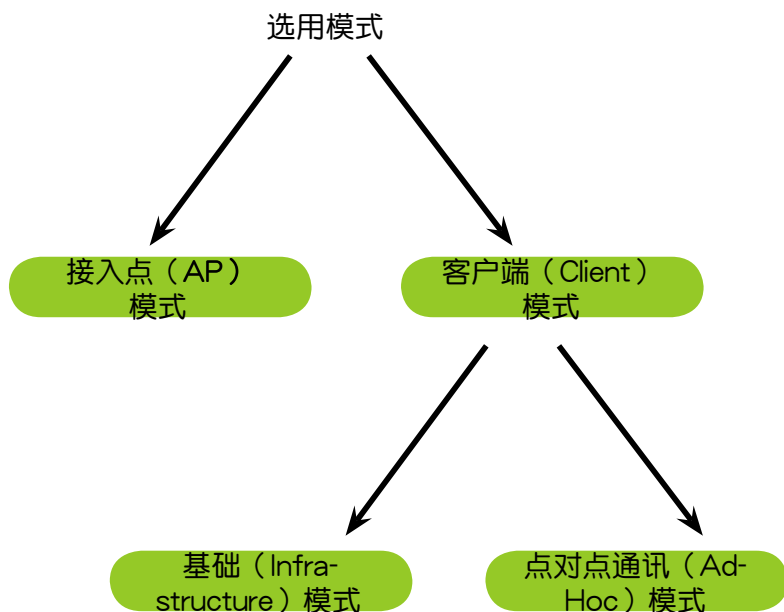 选用模式
接入点（AP）
模式
客户端（Client）
模式
基础（Infra-
structure）模式
点对点通讯（Ad-
Hoc）模式